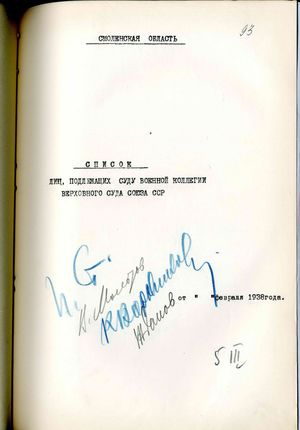 93
СМОЛЕНСКАЯ ОБЛАСТЬ
СПИСОК
ЛИЦ, ПОДЛЕЖАЩИХ СУДУ ВОЕННОЙ КОЛЛЕГИИ
ВЕРХОВНОГО СУДА СОЮЗА ССР
В. Молотов
К Ворошилов
Жданов
от " " февраля 1938 года.
5 III